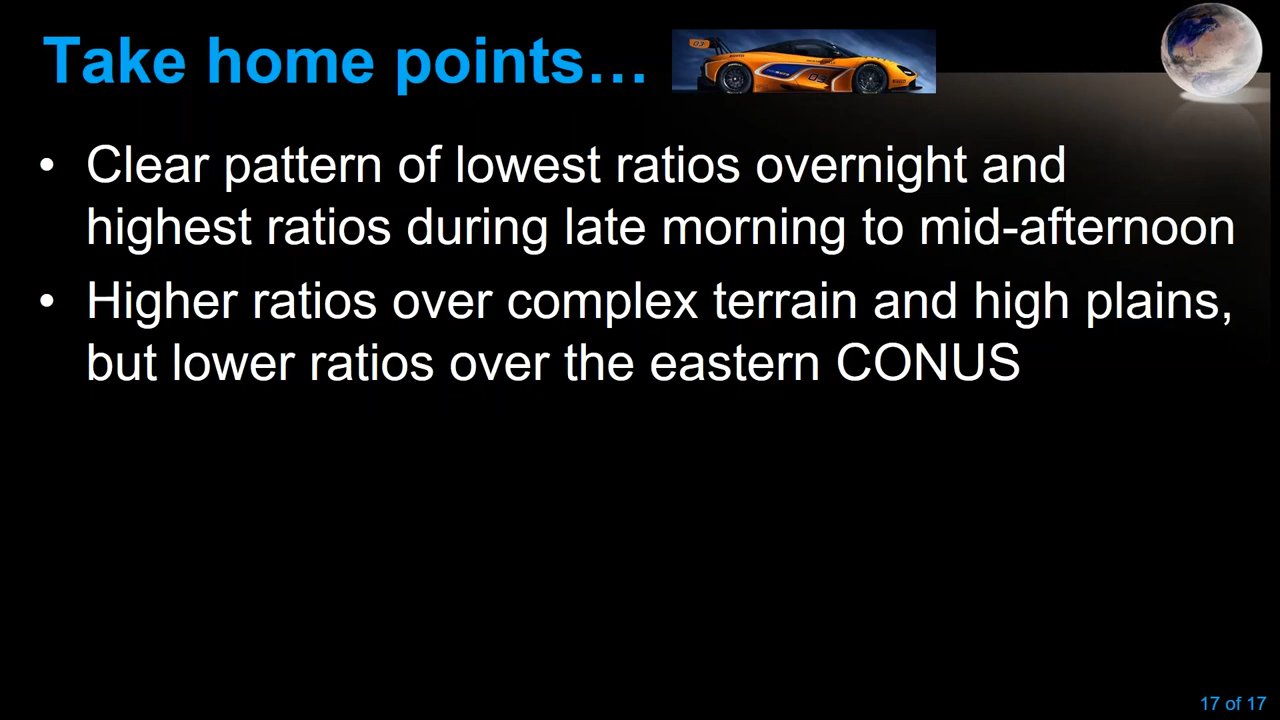 Take home points…
• Clear pattern of lowest ratios overnight and
highest ratios during late morning to mid-afternoon
• Higher ratios over complex terrain and high plains,
but lower ratios over the eastern CONUS
17 of 17